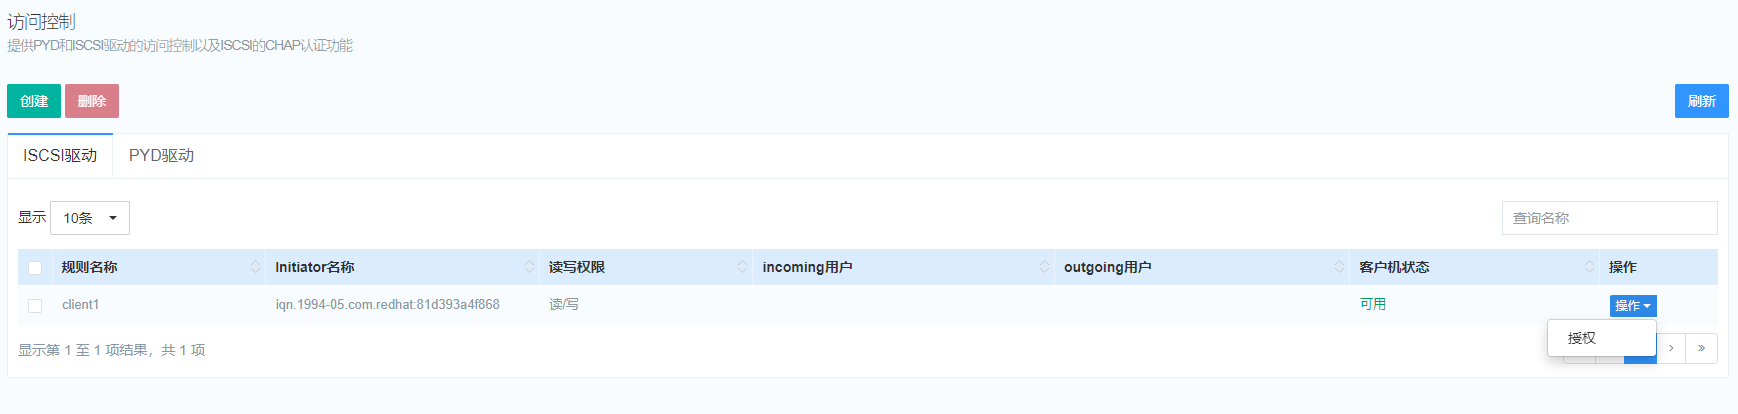 访问控制
提供PYD和ISCSI驱动的访问控制以及ISCSI的CHAP认证功能
创建 删除 刷新
ISCSI驱动 PYD驱动
显示 10条 查询名称
规则名称 Initiator名称 读写权限 incoming用户 outgoing用户 客户机状态 操作
client1 iqn.1994-05.com.redhat:81d393a4f868 读/写 可用 操作
授权
显示第 1 至 1 项结果，共 1 项 › »